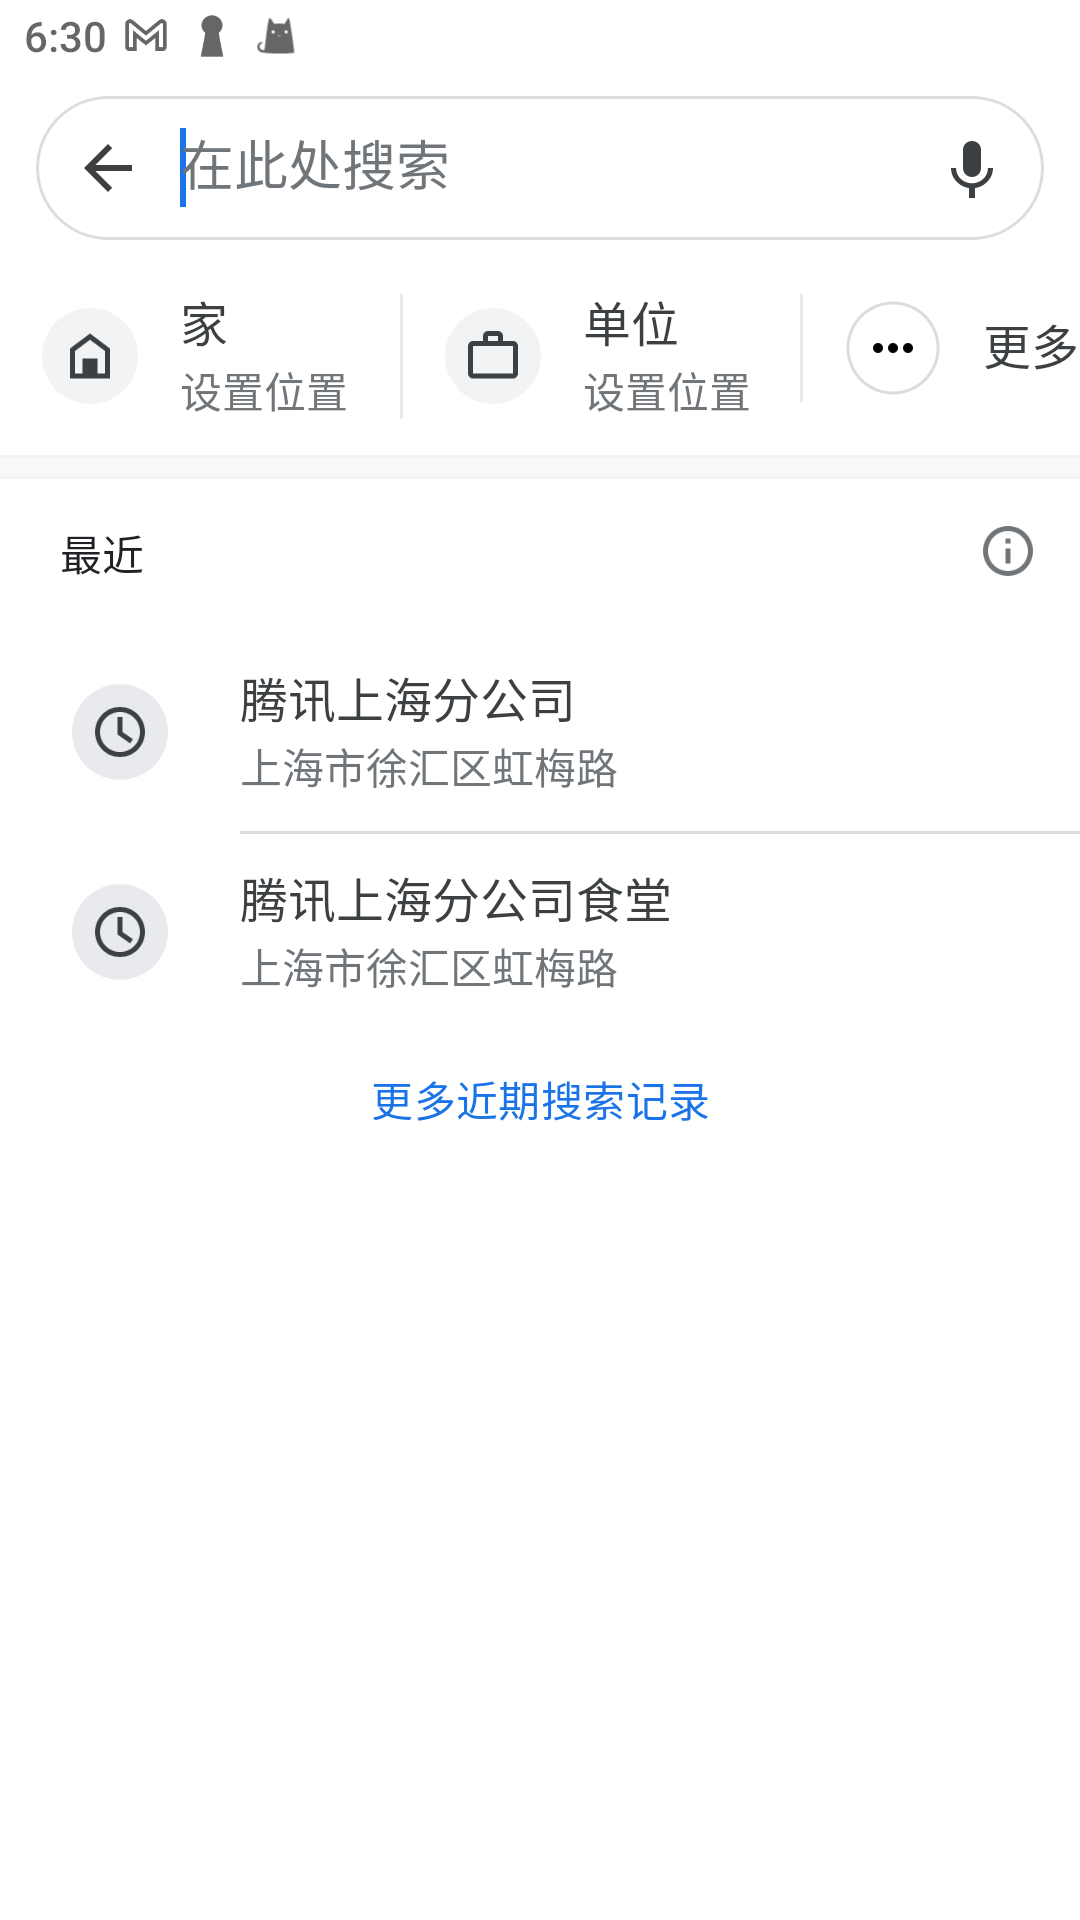 6:30
在此处搜索
家
设置位置
单位
设置位置
更多
最近
腾讯上海分公司
上海市徐汇区虹梅路
腾讯上海分公司食堂
上海市徐汇区虹梅路
更多近期搜索记录